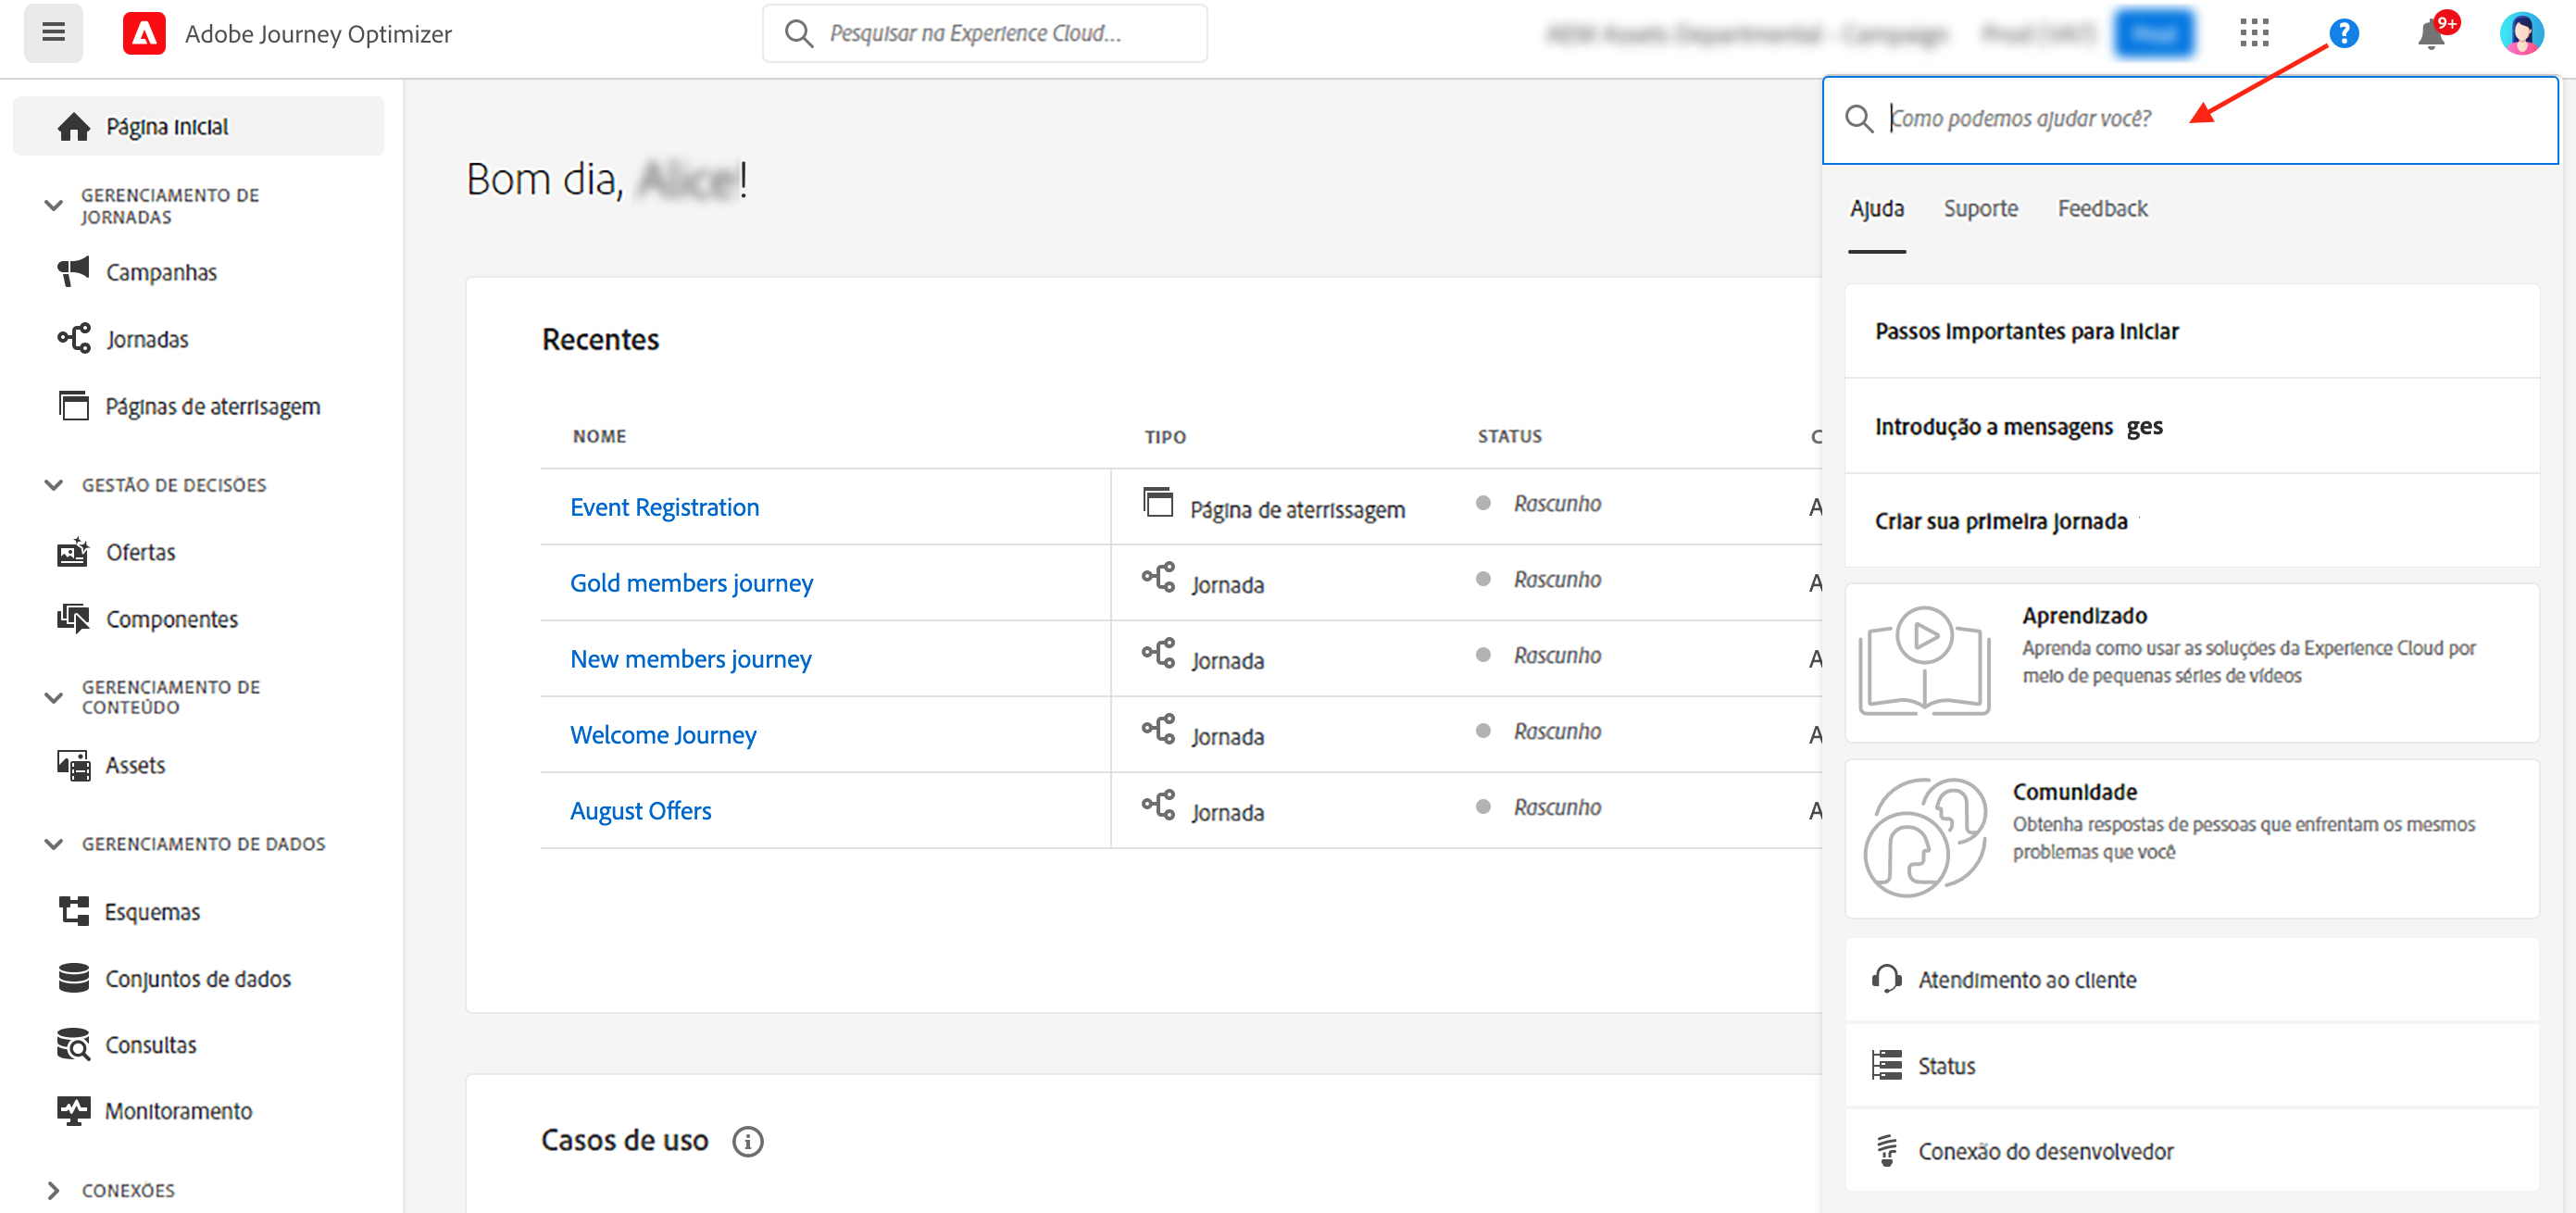 Adobe Journey Optimizer
Pesquisar na Experience Cloud...
?
9+
Como podemos ajudar você?
Página inicial
GERENCIAMENTO DE
JORNADAS
Campanhas
Jornadas
Páginas de aterrisagem
GESTÃO DE DECISÕES
Ofertas
Componentes
GERENCIAMENTO DE
CONTEÚDO
Assets
GERENCIAMENTO DE DADOS
Esquemas
Conjuntos de dados
Consultas
Monitoramento
CONEXÕES
Bom dia, Alice!
Recentes
NOME TIPO STATUS C
Event Registration Página de aterrissagem Rascunho A
Gold members journey Jornada Rascunho A
New members journey Jornada Rascunho A
Welcome Journey Jornada Rascunho A
August Offers Jornada Rascunho A
Casos de uso
Ajuda Suporte Feedback
Passos importantes para iniciar
Introdução a mensagens ges
Criar sua primeira jornada
Aprendizado
Aprenda como usar as soluções da Experience Cloud por
meio de pequenas séries de vídeos
Comunidade
Obtenha respostas de pessoas que enfrentam os mesmos
problemas que você
Atendimento ao cliente
Status
Conexão do desenvolvedor